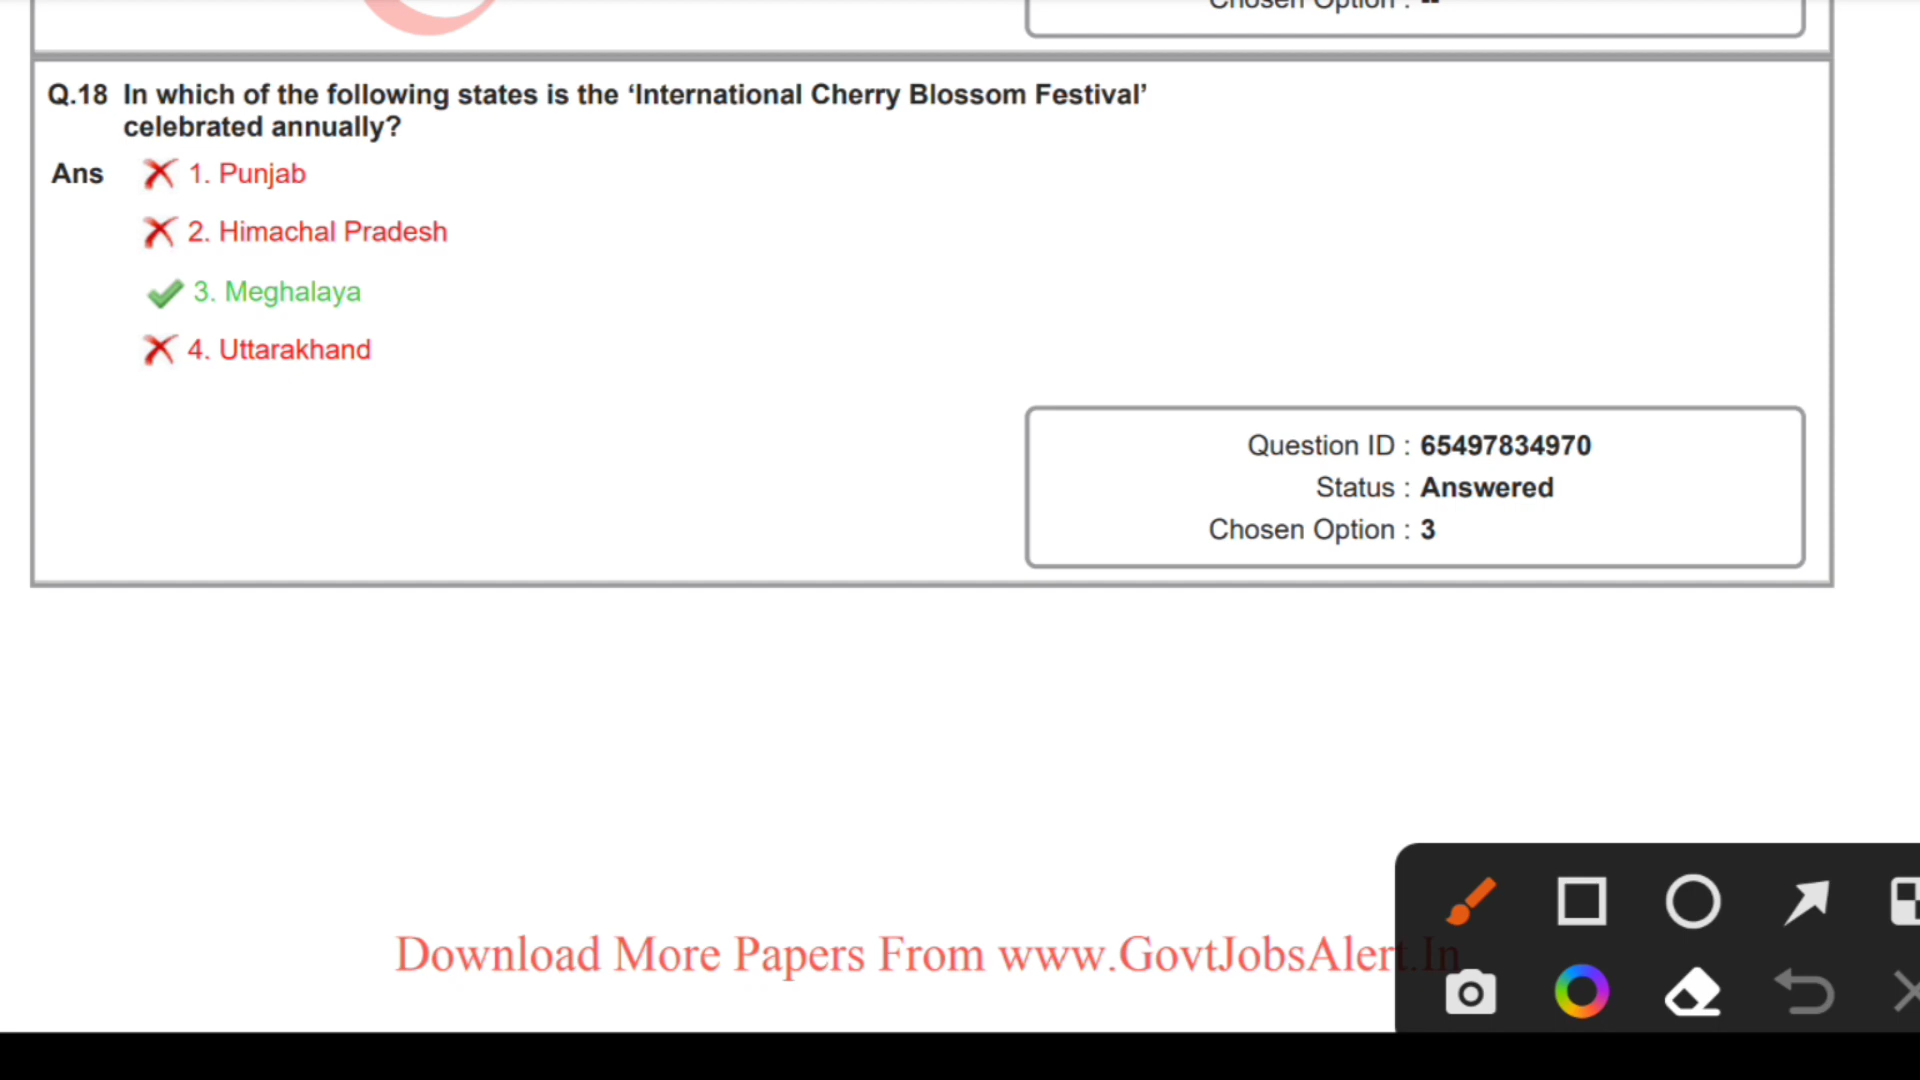 Chosen Option : --
Q.18 In which of the following states is the ‘International Cherry Blossom Festival’
celebrated annually?
Ans 1. Punjab
2. Himachal Pradesh
3. Meghalaya
4. Uttarakhand
Question ID : 65497834970
Status : Answered
Chosen Option : 3
Download More Papers From www.GovtJobsAlert.In